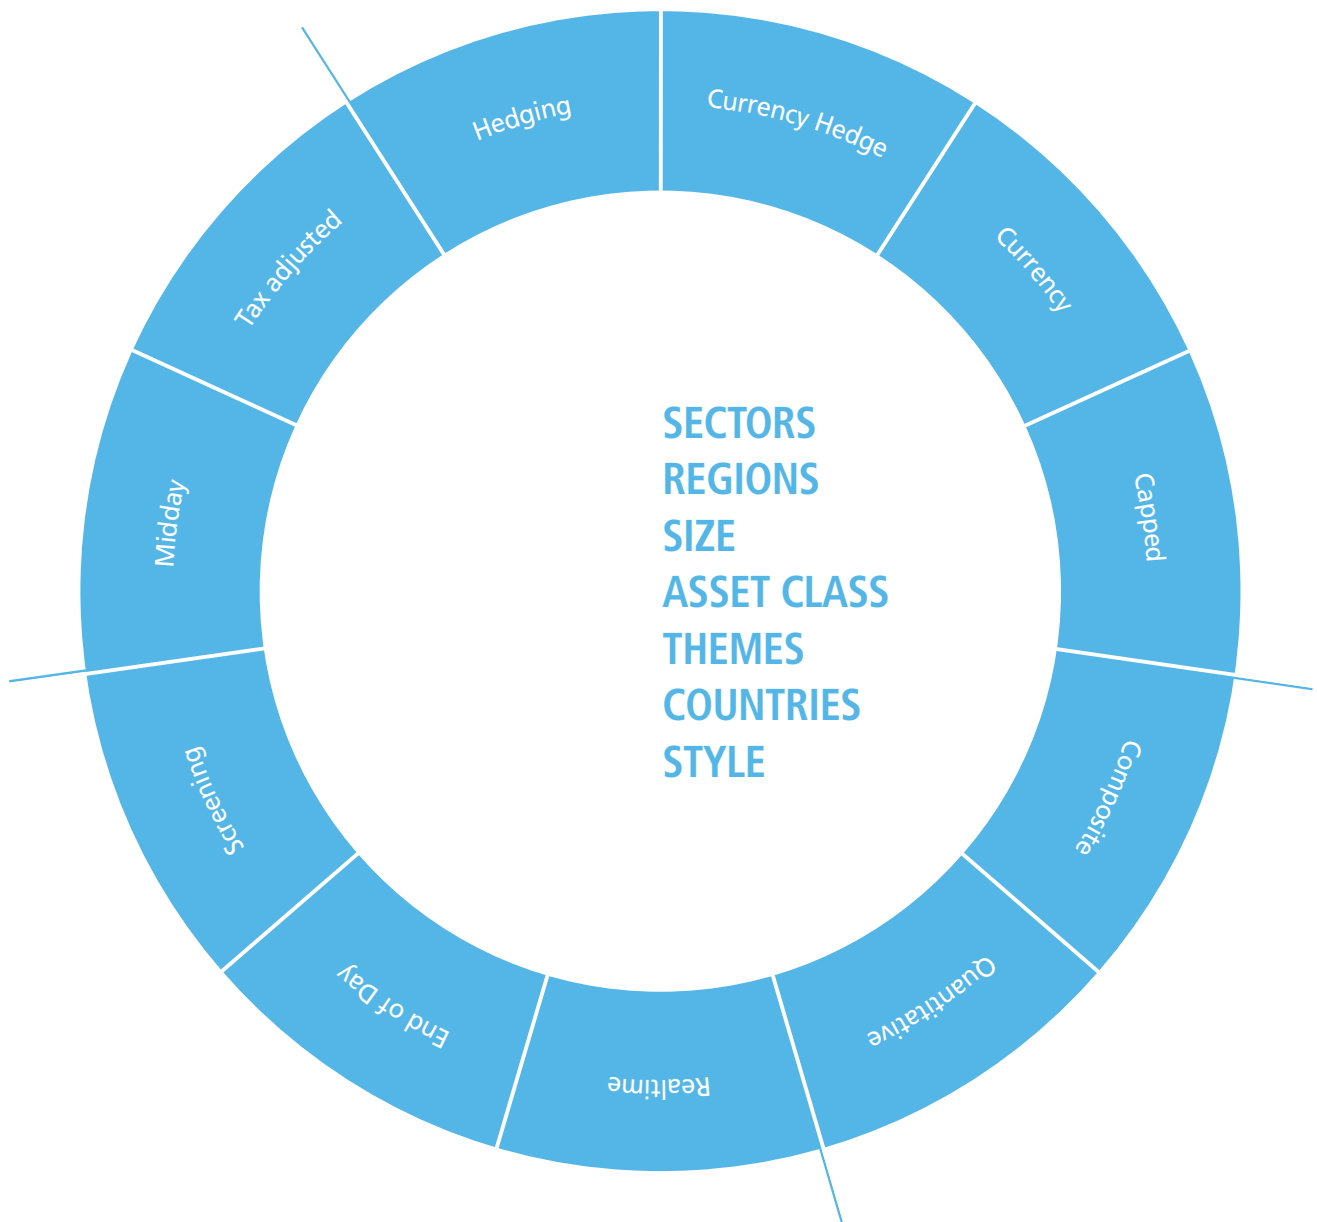 Hedging
Currency Hedge
Currency
Capped
Composite
Quantitative
Realtime
End of Day
Screening
Midday
Tax adjusted
SECTORS
REGIONS
SIZE
ASSET CLASS
THEMES
COUNTRIES
STYLE